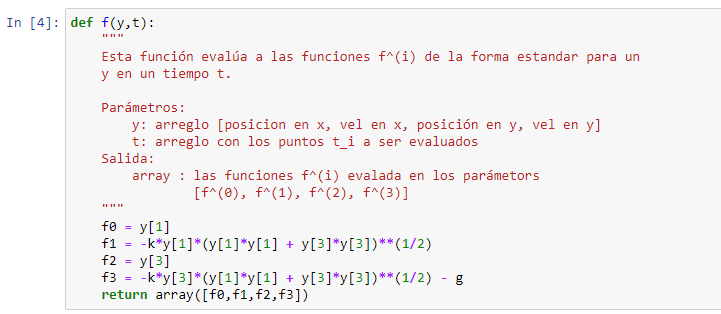 In [4]: def f(y,t):
"""
Esta función evalúa a las funciones f^(i) de la forma estandar para un
y en un tiempo t.
Parámetros:
y: arreglo [posicion en x, vel en x, posición en y, vel en y]
t: arreglo con los puntos t_i a ser evaluados
Salida:
array : las funciones f^(i) evalada en los parámetors
[f^(0), f^(1), f^(2), f^(3)]
"""
f0 = y[1]
f1 = -k*y[1]*(y[1]*y[1] + y[3]*y[3])**(1/2)
f2 = y[3]
f3 = -k*y[3]*(y[1]*y[1] + y[3]*y[3])**(1/2) - g
return array([f0,f1,f2,f3])